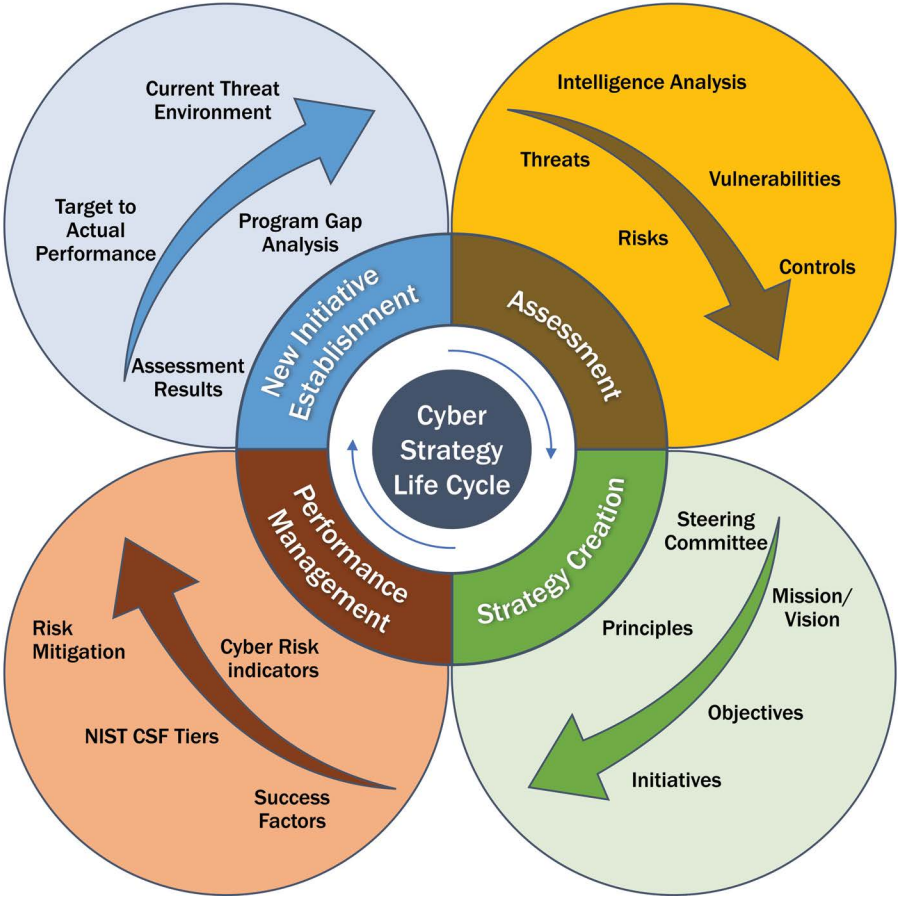 Current Threat
Environment
Target to
Actual
Performance
Program Gap
Analysis
Assessment
Results
New Initiative
Establishment
Intelligence Analysis
Threats
Vulnerabilities
Risks
Controls
Assessment
Cyber
Strategy
Life Cycle
Steering
Committee
Mission/
Vision
Principles
Objectives
Initiatives
Strategy Creation
Performance
Management
Risk
Mitigation
Cyber Risk
indicators
NIST CSF Tiers
Success
Factors